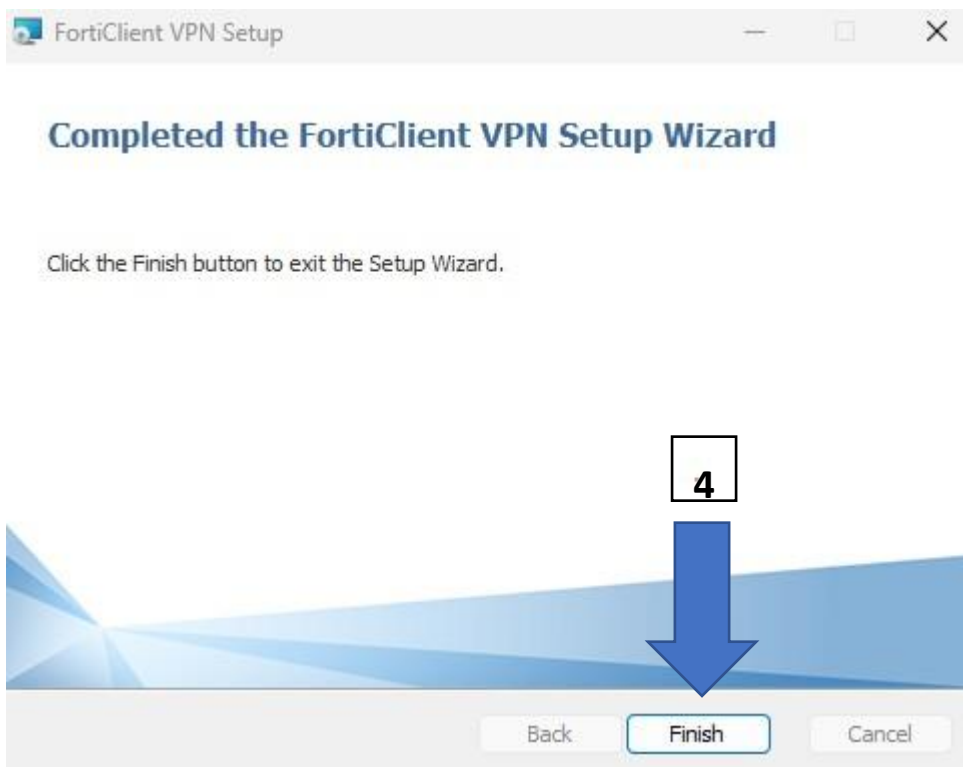 FortiClient VPN Setup
Completed the FortiClient VPN Setup Wizard
Click the Finish button to exit the Setup Wizard.
4
Back Finish Cancel